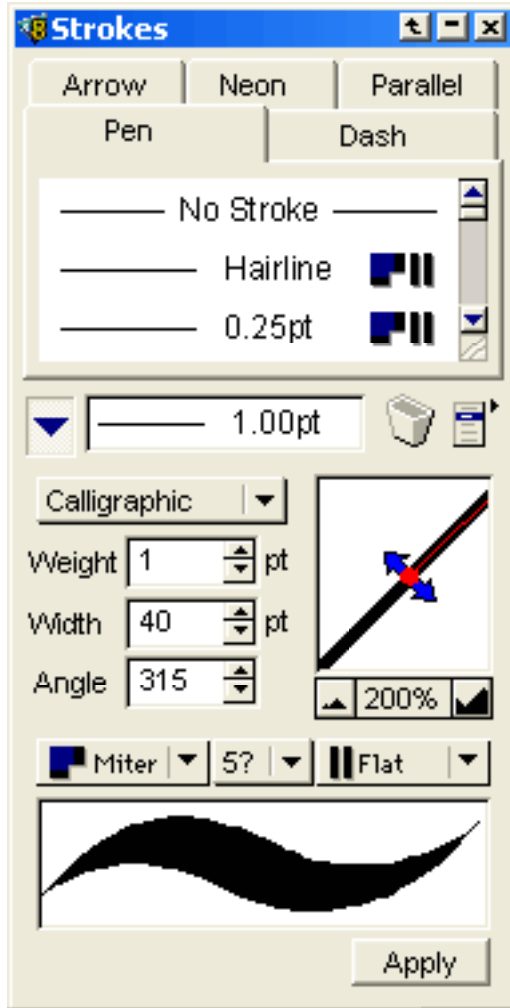 Strokes
Arrow Neon Parallel
Pen Dash
No Stroke
Hairline
0.25pt
1.00pt
Calligraphic
Weight 1 pt
Width 40 pt
Angle 315
200%
Miter 5? Flat
Apply